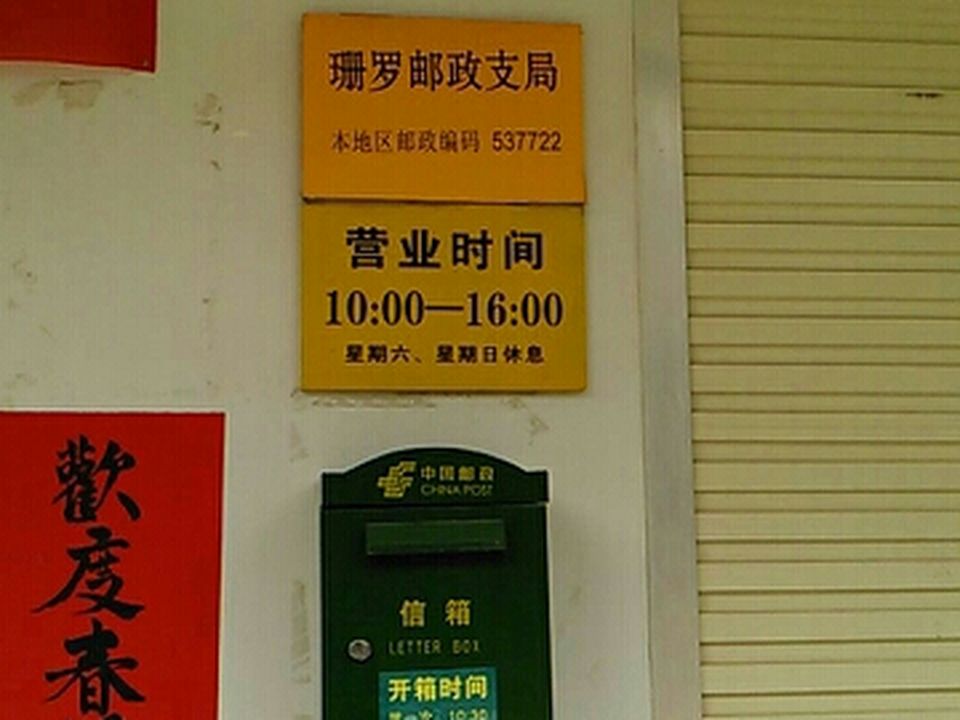 珊罗邮政支局
本地区邮政编码 537722
营业时间
10:00—16:00
星期六、星期日休息
中国邮政
CHINA POST
信箱
LETTER BOX
开箱时间
歡度春